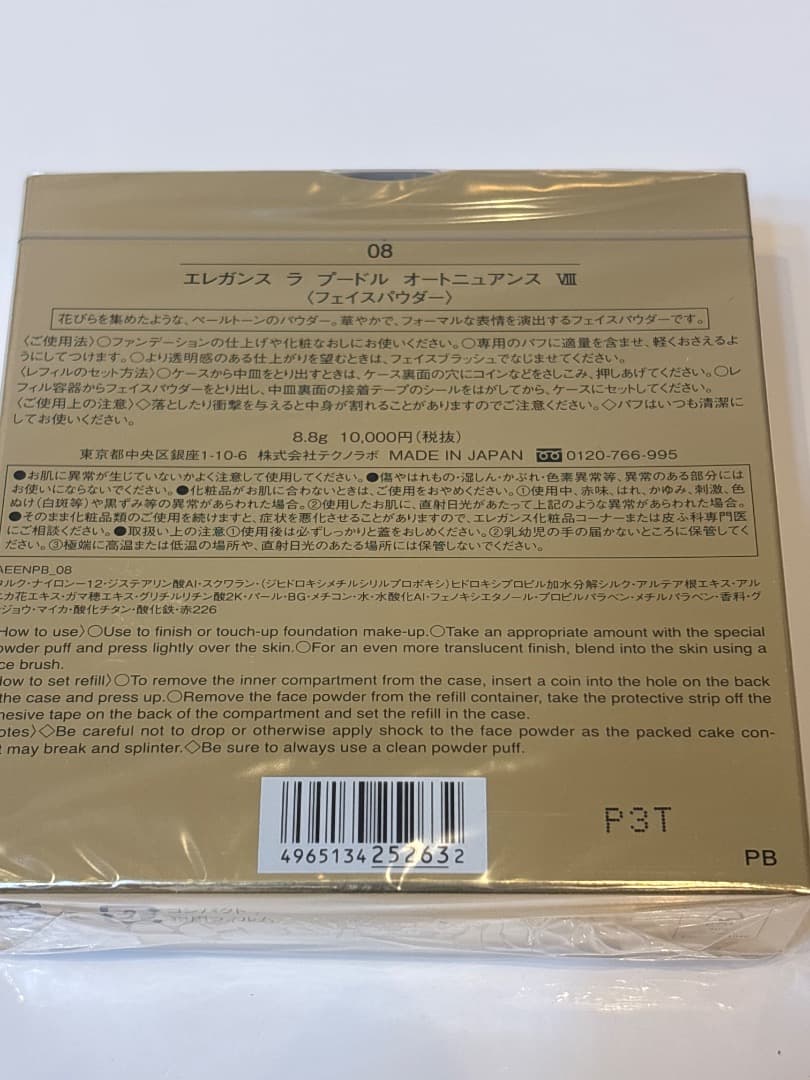 08
エレガンス ラ プードル オートニュアンス Ⅷ
〈フェイスパウダー〉
花びらを集めたような、ペールトーンのパウダー。華やかで、フォーマルな表情を演出するフェイスパウダーです。
〈ご使用法〉○ファンデーションの仕上げや化粧なおしにお使いください。○専用のパフに適量を含ませ、軽くおさえるよ
うにしてつけます。○より透明感のある仕上がりを望むときは、フェイスブラッシュでなじませてください。
〈レフィルのセット方法〉○ケースから中皿をとり出すときは、ケース裏面の穴にコインなどをさしこみ、押しあげてください。○レ
フィル容器からフェイスパウダーをとり出し、中皿裏面の接着テープのシールをはがしてから、ケースにセットしてください。
〈ご使用上の注意〉◇落としたり衝撃を与えると中身が割れることがありますのでご注意ください。◇パフはいつも清潔に
してお使いください。
8.8g 10,000円(税抜)
東京都中央区銀座1-10-6 株式会社テクノラボ MADE IN JAPAN 0120-766-995
●お肌に異常が生じていないかよく注意して使用してください。●傷やはれもの・湿しん・かぶれ・色素異常等、異常のある部分には
お使いにならないでください。●化粧品がお肌に合わないときは、ご使用をおやめください。①使用中、赤味、はれ、かゆみ、刺激、色
ぬけ(白斑等)や黒ずみ等の異常があらわれた場合。②使用したお肌に、直射日光があたって上記のような異常があらわれた場合。
●そのまま化粧品類のご使用を続けますと、症状を悪化させることがありますので、エレガンス化粧品コーナーまたは皮ふ科専門医
にご相談ください。●取扱い上の注意①使用後は必ずしっかりと蓋をおしめください。②乳幼児の手の届かないところに保管してく
ださい。③極端に高温または低温の場所や、直射日光のあたる場所には保管しないでください。
AEENPB_08
タルク・ナイロン-12・ジステアリン酸Al・スクワラン・(ジヒドロキシメチルシリルプロポキシ)ヒドロキシプロピル加水分解シルク・アルテア根エキス・アル
ニカ花エキス・ガマ穂エキス・グリチルリチン酸2K・パール・BG・メチコン・水・水酸化Al・フェノキシエタノール・プロピルパラベン・メチルパラベン・香料・グ
ンジョウ・マイカ・酸化チタン・酸化鉄・赤226
How to use〉○Use to finish or touch-up foundation make-up.○Take an appropriate amount with the special
owder puff and press lightly over the skin.○For an even more translucent finish, blend into the skin using a
ce brush.
ow to set refill〉○To remove the inner compartment from the case, insert a coin into the hole on the back
the case and press up.○Remove the face powder from the refill container, take the protective strip off the
hesive tape on the back of the compartment and set the refill in the case.
otes〉◇Be careful not to drop or otherwise apply shock to the face powder as the packed cake con-
t may break and splinter.◇Be sure to always use a clean powder puff.
4965134252632
P3T
PB